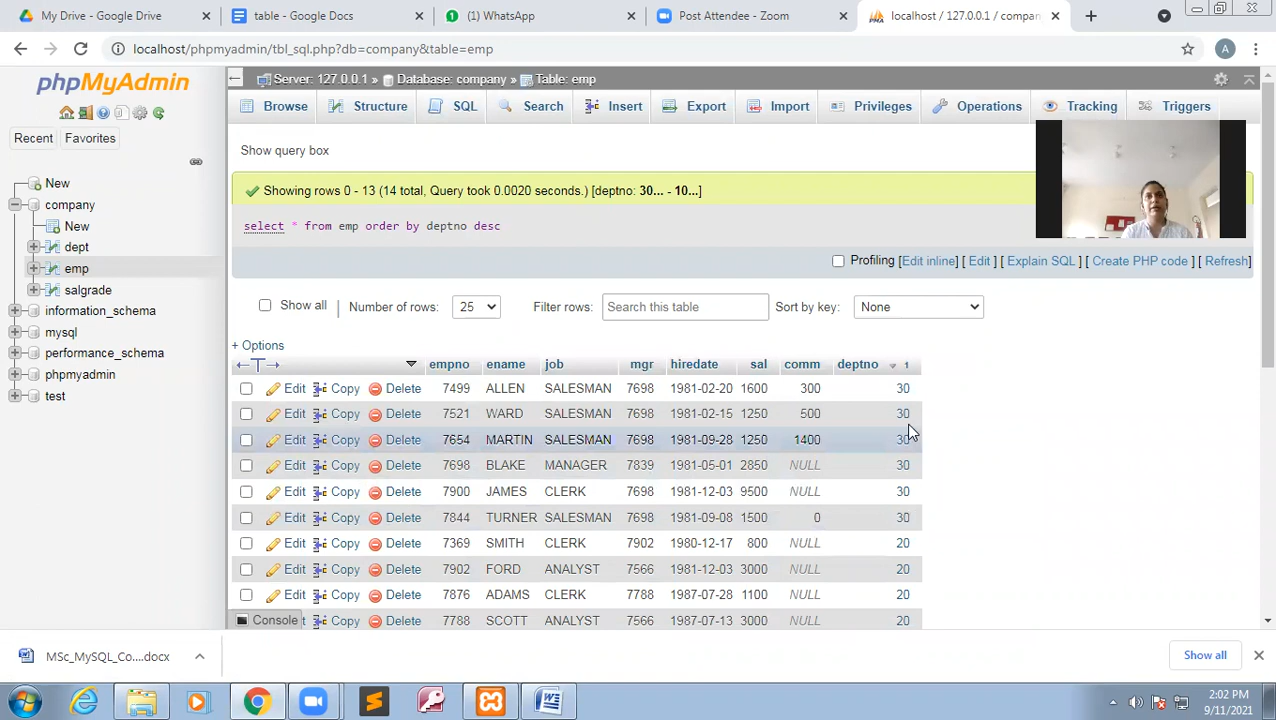 My Drive - Google Drive
table - Google Docs
(1) WhatsApp
Post Attendee - Zoom
localhost / 127.0.0.1 / compan
localhost/phpmyadmin/tbl_sql.php?db=company&table=emp
A
phpMyAdmin
Recent Favorites
New
company
New
dept
emp
salgrade
information_schema
mysql
performance_schema
phpmyadmin
test
Server: 127.0.0.1 » Database: company » Table: emp
Browse Structure SQL Search Insert Export Import Privileges Operations Tracking Triggers
Show query box
Showing rows 0 - 13 (14 total, Query took 0.0020 seconds.) [deptno: 30... - 10...]
select * from emp order by deptno desc
Profiling [Edit inline] [ Edit ] [ Explain SQL ] [ Create PHP code ] [ Refresh]
Show all Number of rows: 25 Filter rows: Search this table Sort by key: None
+ Options
empno ename job mgr hiredate sal comm deptno 1
Edit Copy Delete 7499 ALLEN SALESMAN 7698 1981-02-20 1600 300 30
Edit Copy Delete 7521 WARD SALESMAN 7698 1981-02-15 1250 500 30
Edit Copy Delete 7654 MARTIN SALESMAN 7698 1981-09-28 1250 1400 30
Edit Copy Delete 7698 BLAKE MANAGER 7839 1981-05-01 2850 NULL 30
Edit Copy Delete 7900 JAMES CLERK 7698 1981-12-03 9500 NULL 30
Edit Copy Delete 7844 TURNER SALESMAN 7698 1981-09-08 1500 0 30
Edit Copy Delete 7369 SMITH CLERK 7902 1980-12-17 800 NULL 20
Edit Copy Delete 7902 FORD ANALYST 7566 1981-12-03 3000 NULL 20
Edit Copy Delete 7876 ADAMS CLERK 7788 1987-07-28 1100 NULL 20
Console Copy Delete 7788 SCOTT ANALYST 7566 1987-07-13 3000 NULL 20
MSc_MySQL_Co....docx
Show all
2:02 PM
9/11/2021